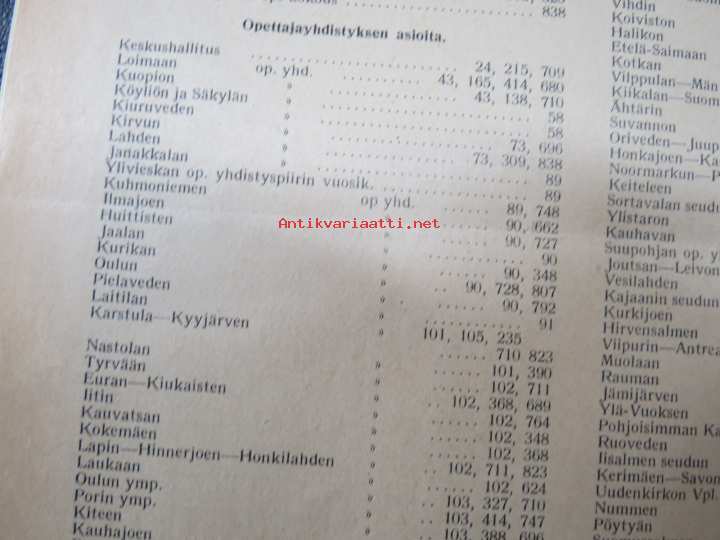 838
Opettajayhdistyksen asioita.
Keskushallitus .......... 24, 215, 709
Loimaan op. yhd. .......... 43, 165, 414, 680
Kuopion » .......... 43, 138, 710
Köyliön ja Säkylän » .......... 58
Kiuruveden » .......... 58
Kirvun » .......... 73, 696
Lahden » .......... 73, 309, 838
Janakkalan » .......... 89
Ylivieskan op. yhdistyspiirin vuosik. .......... 89
Kuhmoniemen op yhd. ...... 89, 748
Ilmajoen » ...... 90, 662
Huittisten » ...... 90, 727
Jaalan » .......... 90
Kurikan » ...... 90, 348
Oulun » .. 90, 728, 807
Pielaveden » ...... 90, 792
Laitilan » .......... 91
Karstula—Kyyjärven » 101, 105, 235
710 823
Nastolan » ...... 101, 390
Tyrvään » ...... 102, 711
Euran—Kiukaisten » .. 102, 368, 689
Iitin » ...... 102, 764
Kauvatsan » ...... 102, 348
Kokemäen » ...... 102, 368
Lapin—Hinnerjoen—Honkilahden » .. 102, 711, 823
Laukaan » ...... 102, 624
Oulun ymp. » .. 103, 327, 710
Porin ymp. » .. 103, 414, 747
Kiteen » .. 103, 388, 696
Kauhajoen
Vihdin
Koiviston
Halikon
Etelä-Saimaan
Kotkan
Vilppulan—Män
Kiikalan—Suom
Ähtärin
Suvannon
Oriveden—Juup
Honkajoen—Ka
Noormarkun—P
Keiteleen
Sortavalan seudun
Ylistaron
Kauhavan
Suupohjan op. y
Joutsan—Leivon
Vesilahden
Kajaanin seudun
Kurkijoen
Hirvensalmen
Viipurin—Antrea
Muolaan
Rauman
Jämijärven
Ylä-Vuoksen
Pohjoisimman Ka
Ruoveden
Iisalmen seudun
Kerimäen—Savon
Uudenkirkon Vpl.
Nummen
Pöytyän
Antikvariaatti.net